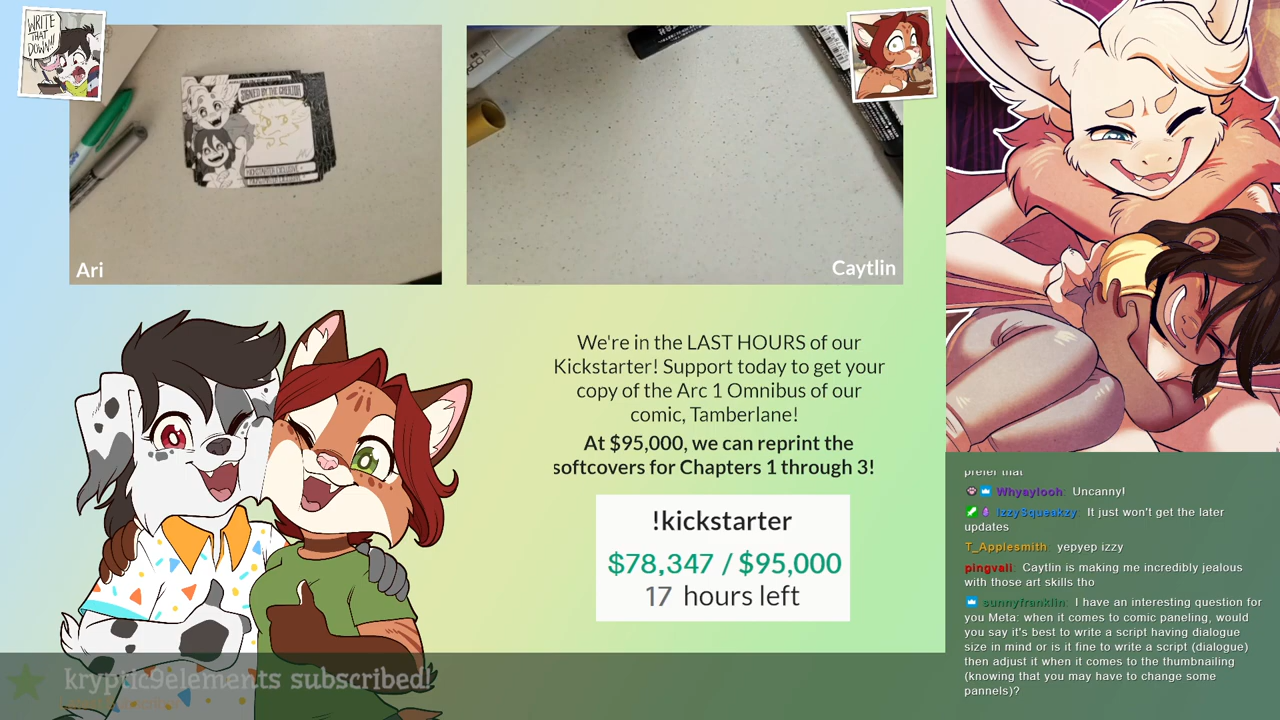 WRITE
THAT
DOWN!!
SIGNED BY THE CREATOR
Ari
Caytlin
We're in the LAST HOURS of our
Kickstarter! Support today to get your
copy of the Arc 1 Omnibus of our
comic, Tamberlane!
At $95,000, we can reprint the
softcovers for Chapters 1 through 3!
!kickstarter
$78,347 / $95,000
17 hours left
kryptic9elements subscribed!
prefer that
Whyaylooh: Uncanny!
IzzySqueakzy: It just won't get the later
updates
T_Applesmith: yepyep izzy
pingvali: Caytlin is making me incredibly jealous
with those art skills tho
sunnyfranklin: I have an interesting question for
you Meta: when it comes to comic paneling, would
you say it's best to write a script having dialogue
size in mind or is it fine to write a script (dialogue)
then adjust it when it comes to the thumbnailing
(knowing that you may have to change some
pannels)?